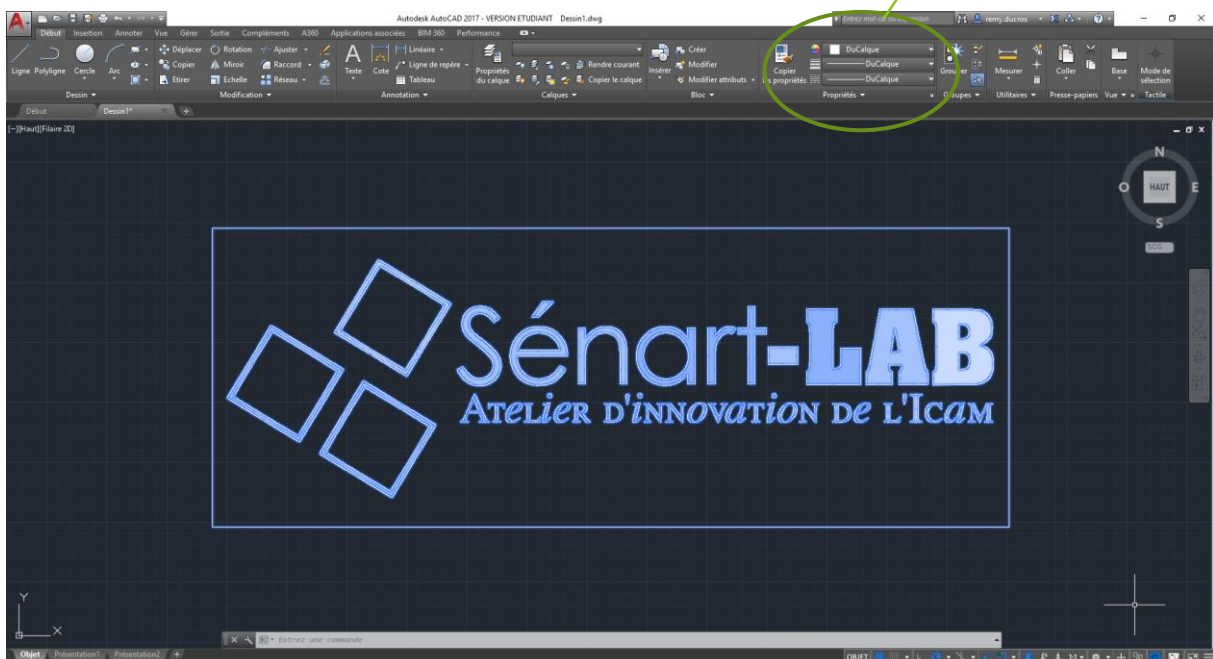 Autodesk AutoCAD 2017 - VERSION ETUDIANT Dessin1.dwg
Entrez mot-clé ou expression
remy.ducros
Début Insertion Annoter Vue Gérer Sortie Compléments A360 Applications associées BIM 360 Performance
Déplacer Rotation Ajuster Linéaire DuCalque Créer
Copier Miroir Raccord Ligne de repère Rendre courant Modifier DuCalque
Etirer Echelle Réseau Tableau Copier le calque Modifier attributs DuCalque
Ligne Polyligne Cercle Arc Texte Cote Propriétés du calque Insérer Copier les propriétés Grouper Mesurer Coller Base Mode de sélection
Dessin Modification Annotation Calques Bloc Propriétés Groupes Utilitaires Presse-papiers Vue Tactile
Début Dessin1*
[−][Haut][Filaire 2D]
N
O HAUT E
S
SCG
Sénart-LAB
Atelier d'innovation de l'Icam
Y
X
Entrez une commande
Objet Présentation1 Présentation2 +
OBJET